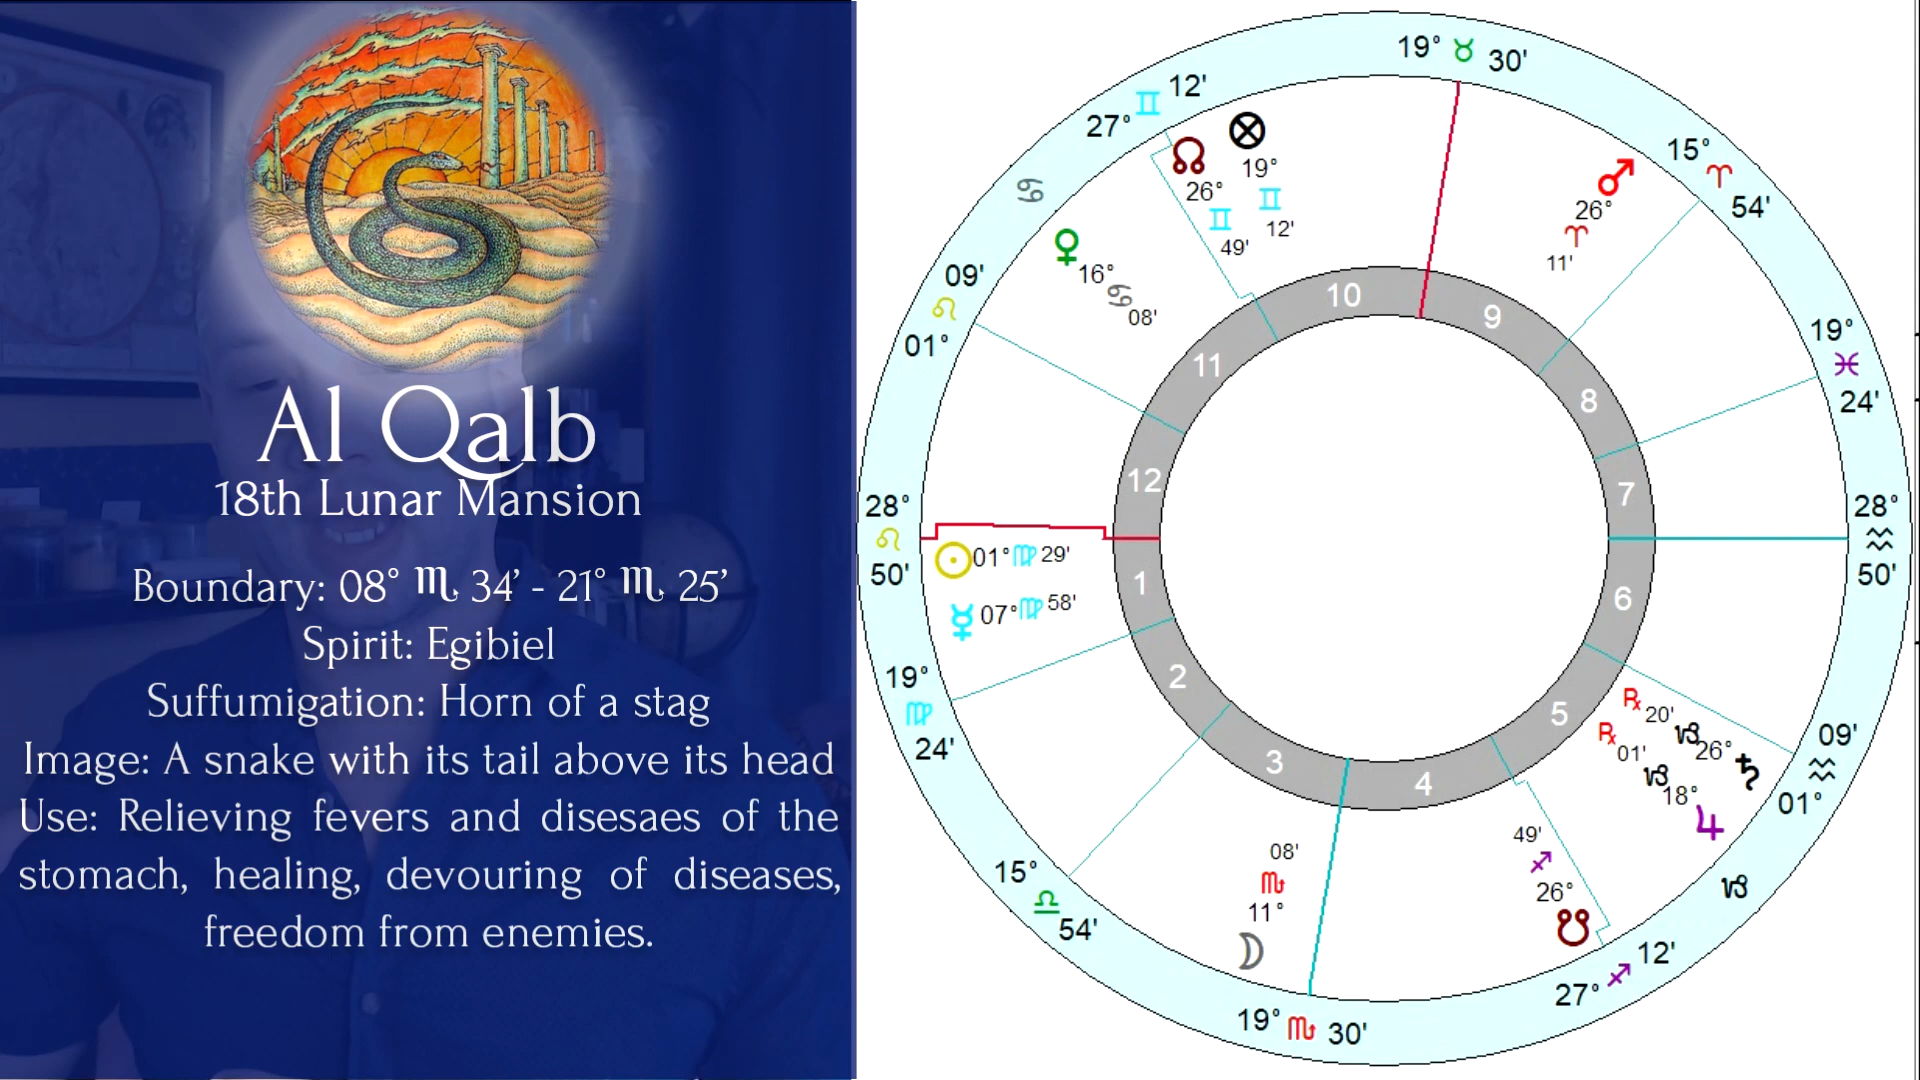 Al Qalb
18th Lunar Mansion
Boundary: 08° ♏ 34’ - 21° ♏ 25’
Spirit: Egibiel
Suffumigation: Horn of a stag
Image: A snake with its tail above its head
Use: Relieving fevers and disesaes of the
stomach, healing, devouring of diseases,
freedom from enemies.
19° ♉ 30'
27° ♊ 12'
15° ♈ 54'
♋
☊ 26° ♊ 49'
⊗ 19° ♊ 12'
♂ 26° ♈ 11'
♀ 16° ♋ 08'
09' ♌ 01°
19° ♓ 24'
10
9
11
8
12
7
1
6
2
5
3
4
28° ♌ 50'
28° ♒ 50'
☉ 01° ♍ 29'
☿ 07° ♍ 58'
19° ♍ 24'
℞ 20' ♑ 26° ♄
℞ 01' ♑ 18° ♃
09' ♒ 01°
♑
08' ♏ 11° ☽
49' ♐ 26° ☋
15° ♎ 54'
27° ♐ 12'
19° ♏ 30'